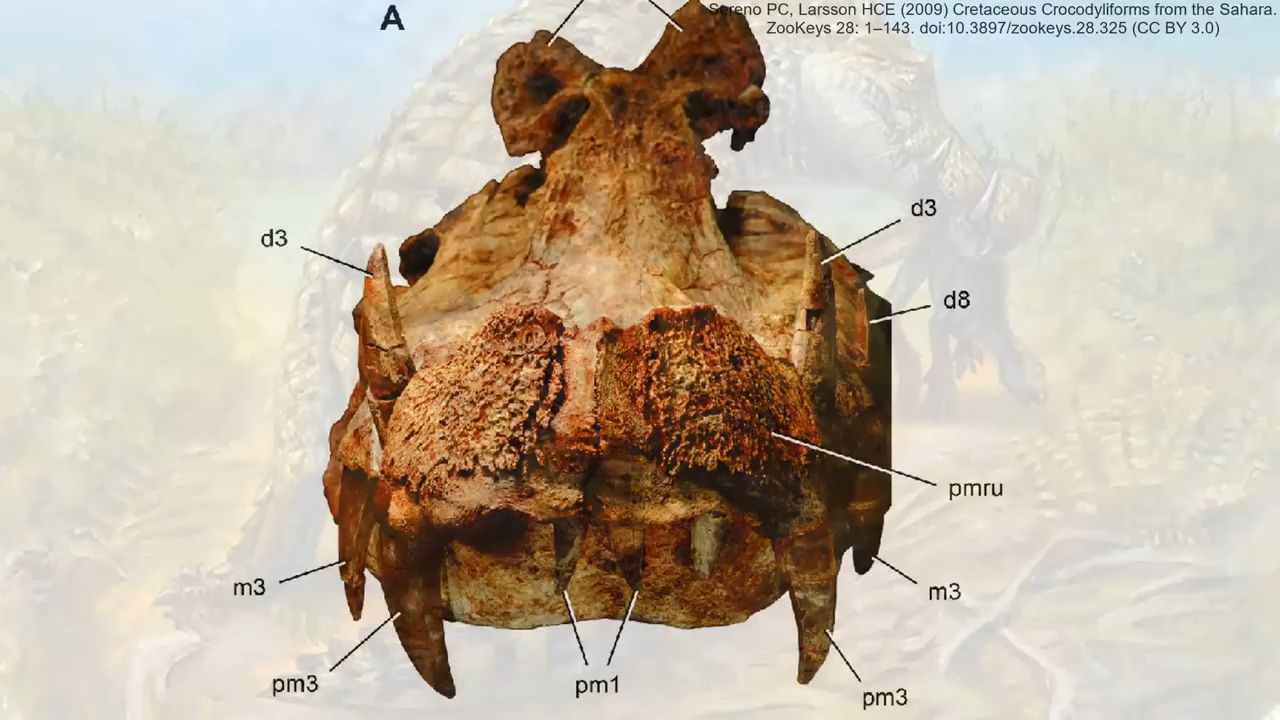 A
Sereno PC, Larsson HCE (2009) Cretaceous Crocodyliforms from the Sahara.
ZooKeys 28: 1–143. doi:10.3897/zookeys.28.325 (CC BY 3.0)
d3
d3
d8
pmru
m3
m3
pm3
pm1
pm3